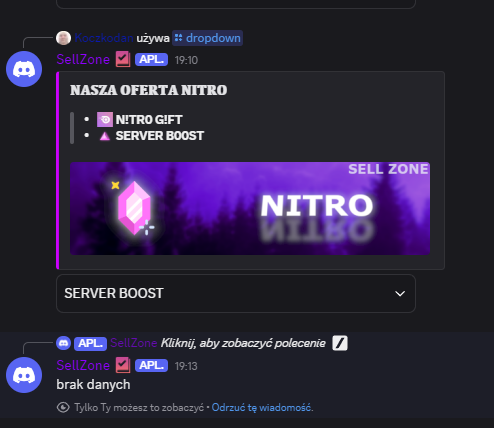 Koczkodan używa dropdown
SellZone APL. 19:10
NASZA OFERTA NITRO
• N!TR0 G!FT
• SERVER B00ST
SELL ZONE
NITRO
SERVER BOOST
APL. SellZone Kliknij, aby zobaczyć polecenie
SellZone APL. 19:13
brak danych
Tylko Ty możesz to zobaczyć • Odrzuć tę wiadomość.